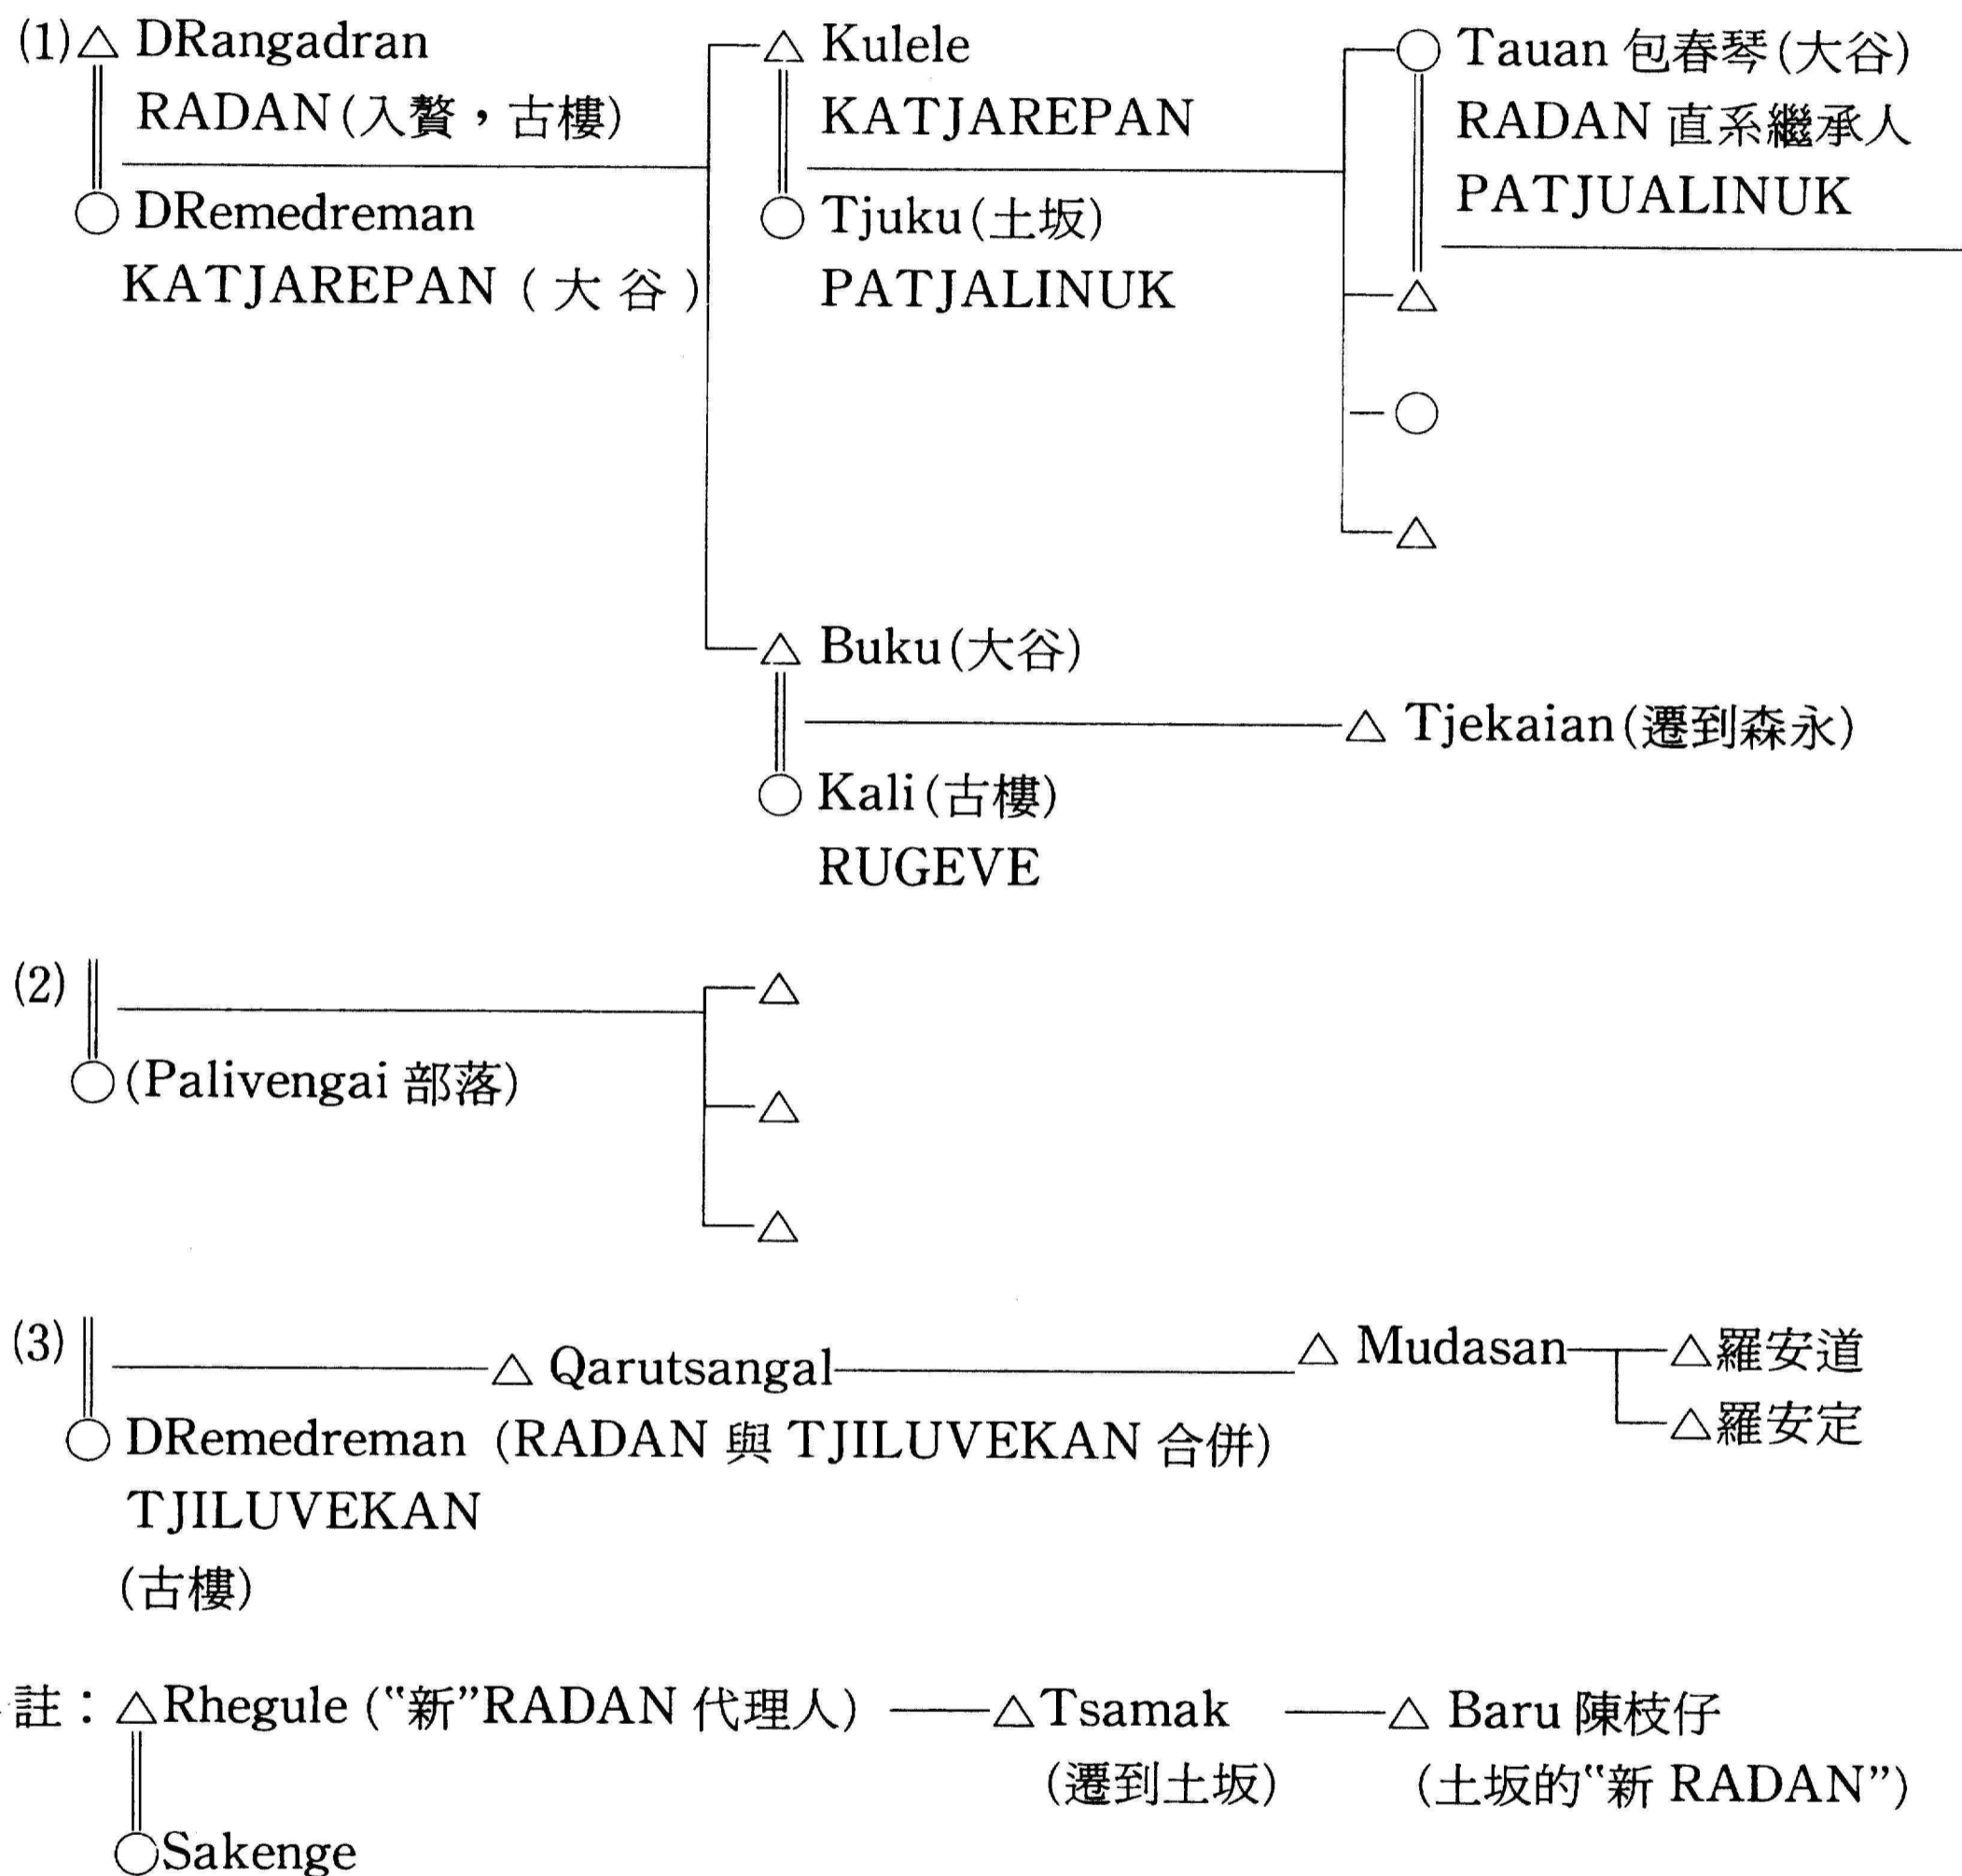 (1) DRangadran
RADAN(入贅，古樓)
DRemedreman
KATJAREPAN（大谷）
Kulele
KATJAREPAN
Tjuku(土坂)
PATJALINUK
Tauan 包春琴(大谷)
RADAN 直系繼承人
PATJUALINUK
Buku(大谷)
Kali(古樓)
RUGEVE
Tjekaian(遷到森永)
(2)
(Palivengai 部落)
(3)
DRemedreman
TJILUVEKAN
(古樓)
Qarutsangal
(RADAN 與 TJILUVEKAN 合併)
Mudasan
羅安道
羅安定
註：Rhegule (“新”RADAN 代理人)
Sakenge
Tsamak
(遷到土坂)
Baru 陳枝仔
(土坂的“新 RADAN”)